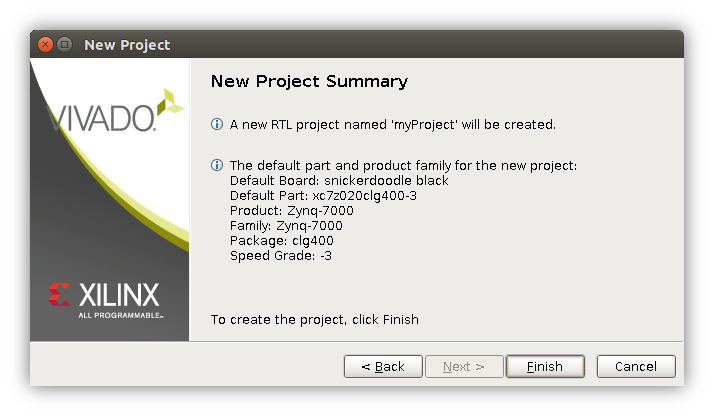 New Project
VIVADO.
New Project Summary
A new RTL project named 'myProject' will be created.
The default part and product family for the new project:
Default Board: snickerdoodle black
Default Part: xc7z020clg400-3
Product: Zynq-7000
Family: Zynq-7000
Package: clg400
Speed Grade: -3
XILINX
ALL PROGRAMMABLE™
To create the project, click Finish
< Back Next > Finish Cancel